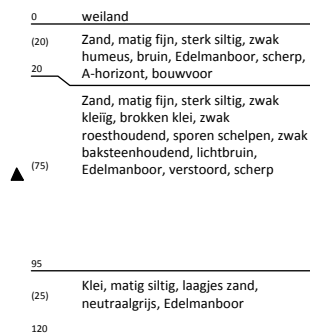 0 weiland
(20) Zand, matig fijn, sterk siltig, zwak
humeus, bruin, Edelmanboor, scherp,
20 A-horizont, bouwvoor
Zand, matig fijn, sterk siltig, zwak
kleiïg, brokken klei, zwak
roesthoudend, sporen schelpen, zwak
baksteenhoudend, lichtbruin,
(75) Edelmanboor, verstoord, scherp
95
Klei, matig siltig, laagjes zand,
(25) neutraalgrijs, Edelmanboor
120